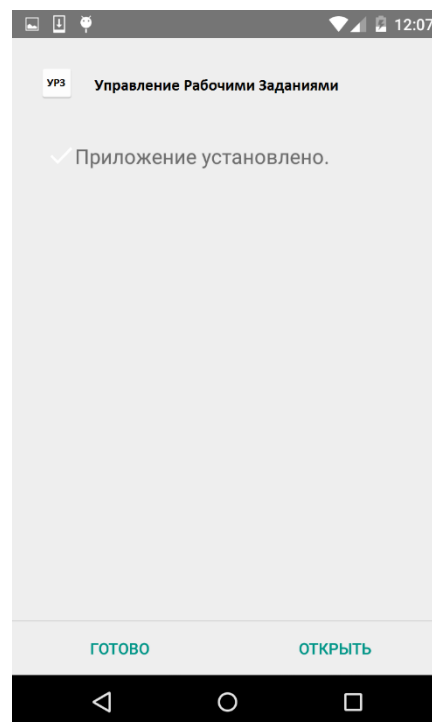 12:07
УРЗ
Управление Рабочими Заданиями
Приложение установлено.
ГОТОВО
ОТКРЫТЬ